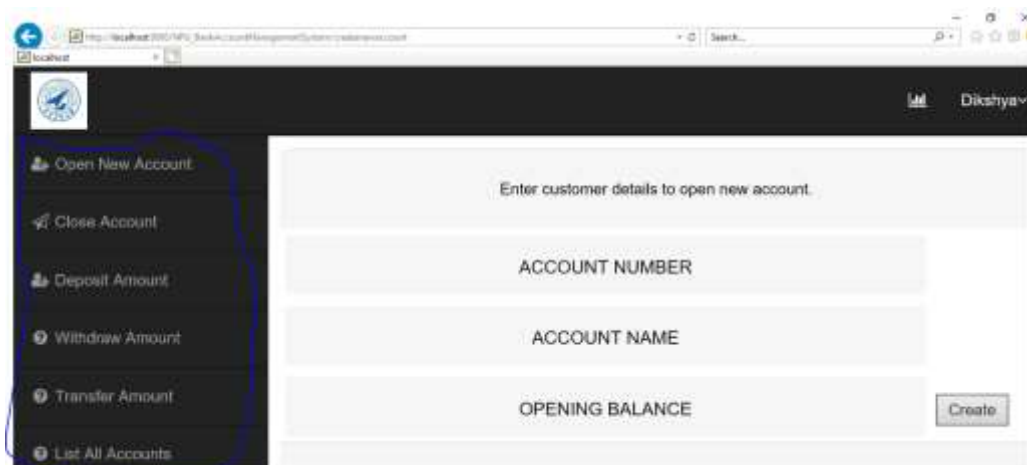 localhost
Search...
Dikshya
Open New Account
Close Account
Deposit Amount
Withdraw Amount
Transfer Amount
List All Accounts
Enter customer details to open new account.
ACCOUNT NUMBER
ACCOUNT NAME
OPENING BALANCE
Create